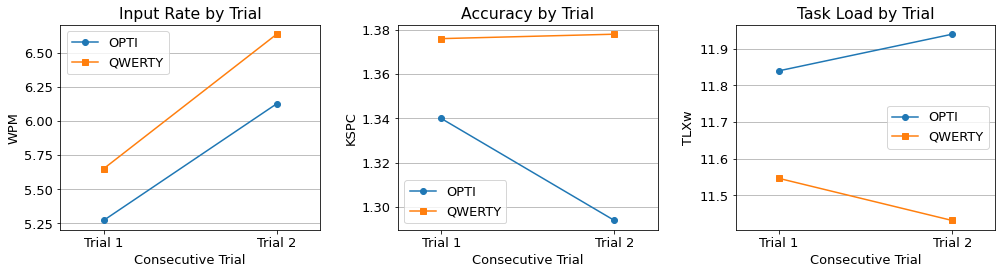 Input Rate by Trial
WPM
6.50
6.25
6.00
5.75
5.50
5.25
OPTI
QWERTY
Trial 1
Trial 2
Consecutive Trial
Accuracy by Trial
KSPC
1.38
1.36
1.34
1.32
1.30
OPTI
QWERTY
Trial 1
Trial 2
Consecutive Trial
Task Load by Trial
TLXw
11.9
11.8
11.7
11.6
11.5
OPTI
QWERTY
Trial 1
Trial 2
Consecutive Trial